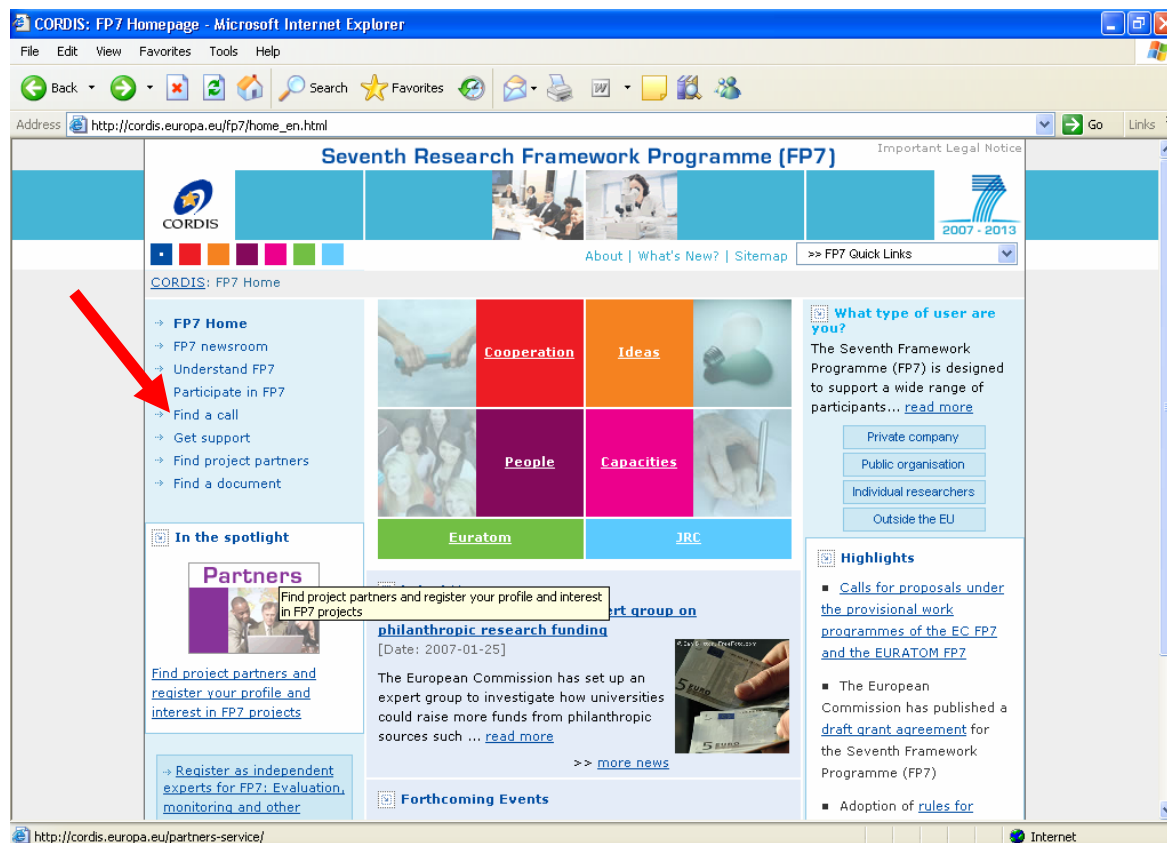 CORDIS: FP7 Homepage - Microsoft Internet Explorer
File Edit View Favorites Tools Help
Back Search Favorites
Address http://cordis.europa.eu/fp7/home_en.html Go Links
Seventh Research Framework Programme (FP7)
Important Legal Notice
CORDIS
2007 - 2013
About | What's New? | Sitemap
>> FP7 Quick Links
CORDIS: FP7 Home
FP7 Home
FP7 newsroom
Understand FP7
Participate in FP7
Find a call
Get support
Find project partners
Find a document
In the spotlight
Partners
Find project partners and register your profile and interest
in FP7 projects
Find project partners and
register your profile and
interest in FP7 projects
Register as independent
experts for FP7: Evaluation,
monitoring and other
Cooperation
Ideas
People
Capacities
Euratom
JRC
ert group on
philanthropic research funding
[Date: 2007-01-25]
The European Commission has set up an
expert group to investigate how universities
could raise more funds from philanthropic
sources such ... read more
5 EURO
5 EURO
>> more news
Forthcoming Events
What type of user are
you?
The Seventh Framework
Programme (FP7) is designed
to support a wide range of
participants... read more
Private company
Public organisation
Individual researchers
Outside the EU
Highlights
Calls for proposals under
the provisional work
programmes of the EC FP7
and the EURATOM FP7
The European
Commission has published a
draft grant agreement for
the Seventh Framework
Programme (FP7)
Adoption of rules for
http://cordis.europa.eu/partners-service/
Internet